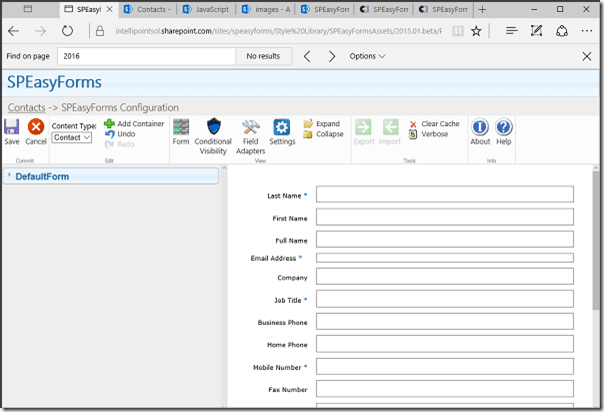 SPEasyF Contacts - JavaScript images - A SPEasyForm SPEasyForr SPEasyForr
intellipointsol.sharepoint.com/sites/speasyforms/Style%20Library/SPEasyFormsAssets/2015.01.beta/F
Find on page 2016 No results Options
SPEasyForms
Contacts -> SPEasyForms Configuration
Save Cancel Content Type: Contact Add Container Undo Redo Form Conditional Visibility Field Adapters Settings Expand Collapse Export Import Clear Cache Verbose About Help
Commit Edit View Tools Info
DefaultForm
Last Name *
First Name
Full Name
Email Address *
Company
Job Title *
Business Phone
Home Phone
Mobile Number *
Fax Number